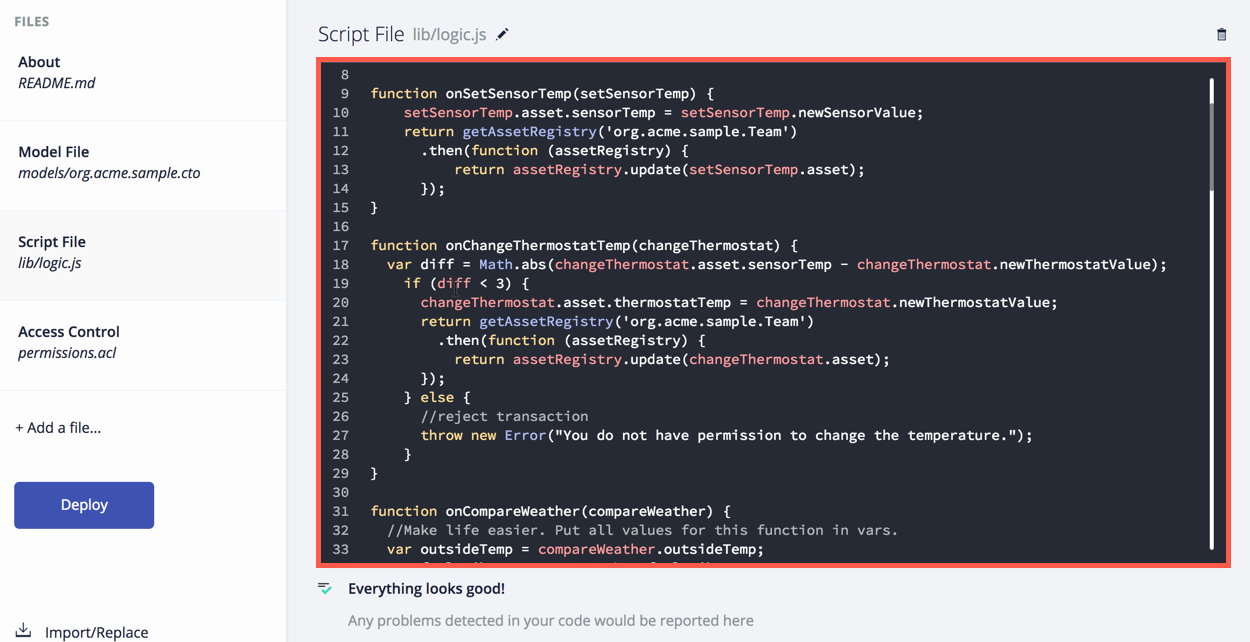 FILES
About
README.md
Model File
models/org.acme.sample.cto
Script File
lib/logic.js
Access Control
permissions.acl
+ Add a file...
Deploy
Import/Replace
Script File lib/logic.js
8
9 function onSetSensorTemp(setSensorTemp) {
10 setSensorTemp.asset.sensorTemp = setSensorTemp.newSensorValue;
11 return getAssetRegistry('org.acme.sample.Team')
12 .then(function (assetRegistry) {
13 return assetRegistry.update(setSensorTemp.asset);
14 });
15 }
16
17 function onChangeThermostatTemp(changeThermostat) {
18 var diff = Math.abs(changeThermostat.asset.sensorTemp - changeThermostat.newThermostatValue);
19 if (diff < 3) {
20 changeThermostat.asset.thermostatTemp = changeThermostat.newThermostatValue;
21 return getAssetRegistry('org.acme.sample.Team')
22 .then(function (assetRegistry) {
23 return assetRegistry.update(changeThermostat.asset);
24 });
25 } else {
26 //reject transaction
27 throw new Error("You do not have permission to change the temperature.");
28 }
29 }
30
31 function onCompareWeather(compareWeather) {
32 //Make life easier. Put all values for this function in vars.
33 var outsideTemp = compareWeather.outsideTemp;
Everything looks good!
Any problems detected in your code would be reported here